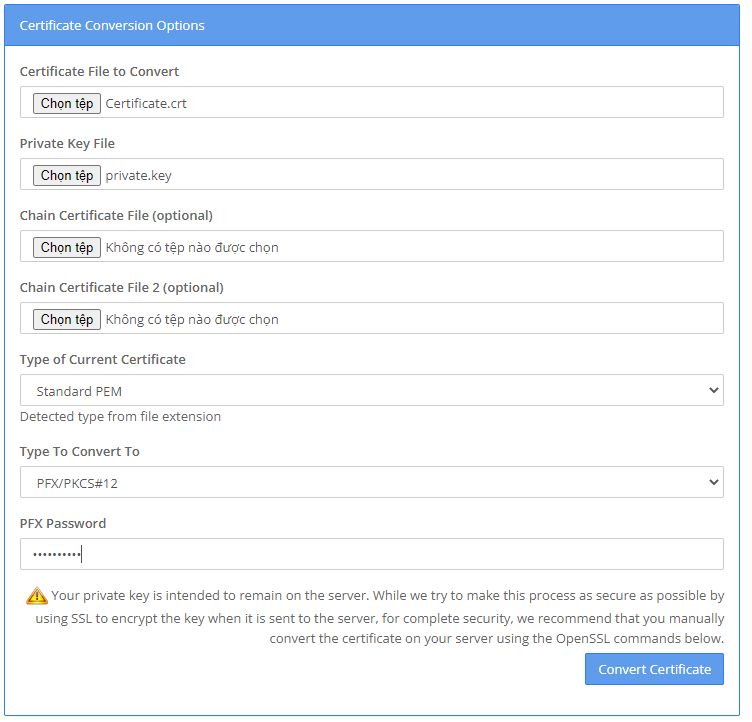 Certificate Conversion Options
Certificate File to Convert
Chọn tệp Certificate.crt
Private Key File
Chọn tệp private.key
Chain Certificate File (optional)
Chọn tệp Không có tệp nào được chọn
Chain Certificate File 2 (optional)
Chọn tệp Không có tệp nào được chọn
Type of Current Certificate
Standard PEM
Detected type from file extension
Type To Convert To
PFX/PKCS#12
PFX Password
••••••••••
Your private key is intended to remain on the server. While we try to make this process as secure as possible by
using SSL to encrypt the key when it is sent to the server, for complete security, we recommend that you manually
convert the certificate on your server using the OpenSSL commands below.
Convert Certificate